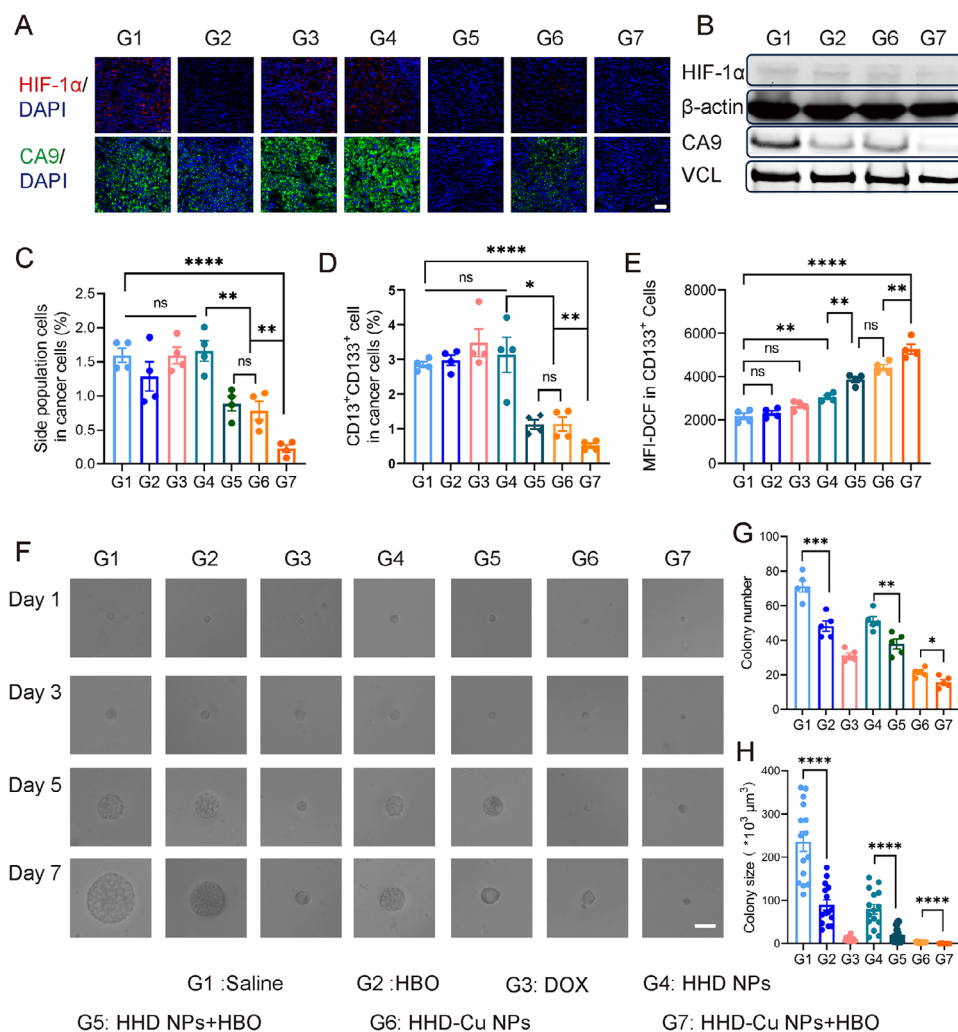 A
G1 G2 G3 G4 G5 G6 G7
HIF-1α/
DAPI
CA9/
DAPI
B
G1 G2 G6 G7
HIF-1α
β-actin
CA9
VCL
C
Side population cells
in cancer cells (%)
2.5
2.0
1.5
1.0
0.5
0.0
****
ns
**
**
ns
G1 G2 G3 G4 G5 G6 G7
D
CD13+CD133+ cell
in cancer cells (%)
5
4
3
2
1
0
****
ns
*
**
ns
G1 G2 G3 G4 G5 G6 G7
E
MFI-DCF in CD133+ Cells
8000
6000
4000
2000
0
****
**
**
**
ns
ns
ns
G1 G2 G3 G4 G5 G6 G7
F
G1 G2 G3 G4 G5 G6 G7
Day 1
Day 3
Day 5
Day 7
G
Colony number
100
80
60
40
20
0
***
**
*
G1 G2 G3 G4 G5 G6 G7
H
Colony size ( *10³ μm³)
400
300
200
100
0
****
****
****
G1 G2 G3 G4 G5 G6 G7
G1 :Saline G2 :HBO G3: DOX G4: HHD NPs
G5: HHD NPs+HBO G6: HHD-Cu NPs G7: HHD-Cu NPs+HBO